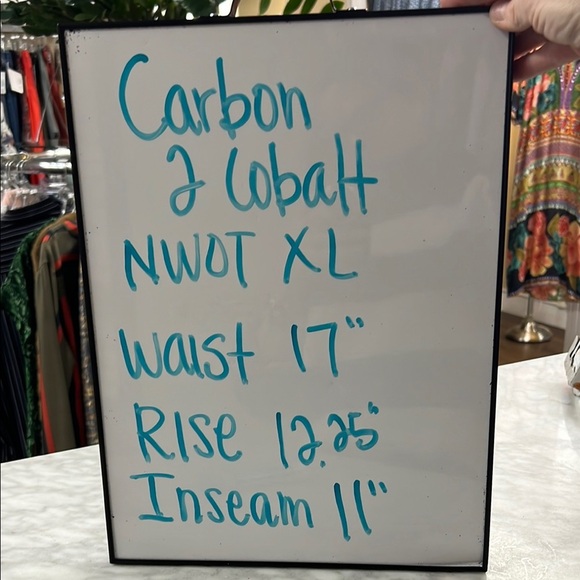 Carbon
2 Cobalt
NWOT XL
Waist 17"
Rise 12.25"
Inseam 11"